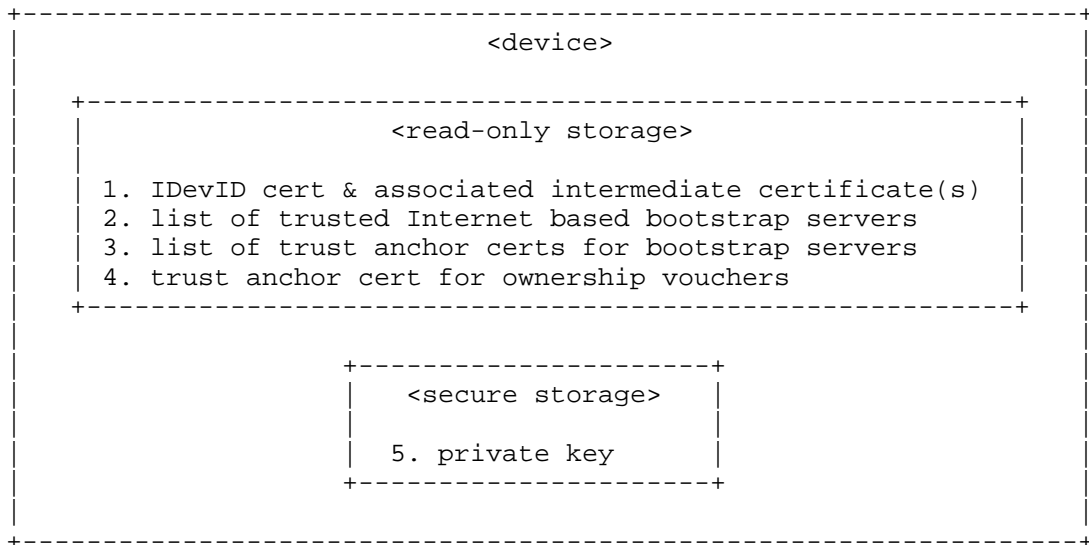 <device>
<read-only storage>
1. IDevID cert & associated intermediate certificate(s)
2. list of trusted Internet based bootstrap servers
3. list of trust anchor certs for bootstrap servers
4. trust anchor cert for ownership vouchers
<secure storage>
5. private key